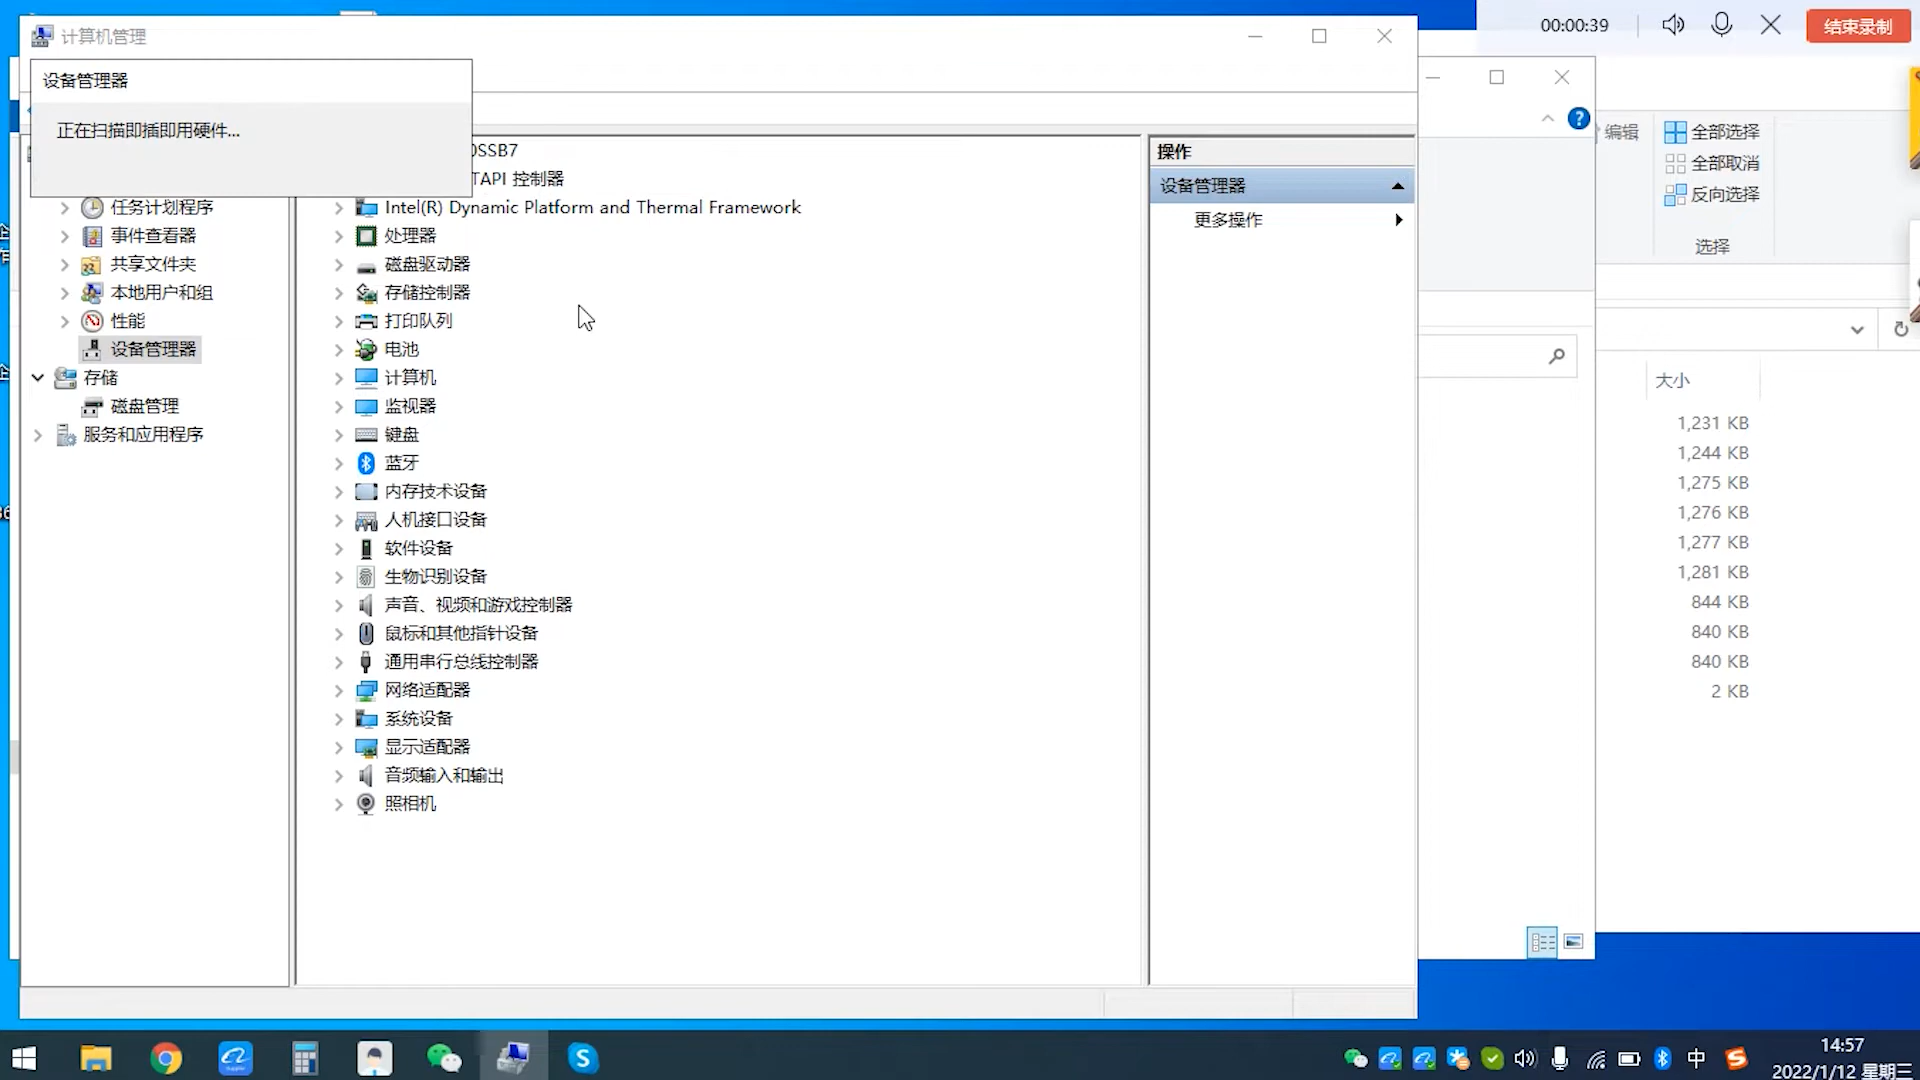 计算机管理
00:00:39
结束录制
设备管理器
正在扫描即插即用硬件...
任务计划程序
事件查看器
共享文件夹
本地用户和组
性能
设备管理器
存储
磁盘管理
服务和应用程序
OSSB7
TAPI 控制器
Intel(R) Dynamic Platform and Thermal Framework
处理器
磁盘驱动器
存储控制器
打印队列
电池
计算机
监视器
键盘
蓝牙
内存技术设备
人机接口设备
软件设备
生物识别设备
声音、视频和游戏控制器
鼠标和其他指针设备
通用串行总线控制器
网络适配器
系统设备
显示适配器
音频输入和输出
照相机
操作
设备管理器
更多操作
编辑
全部选择
全部取消
反向选择
选择
大小
1,231 KB
1,244 KB
1,275 KB
1,276 KB
1,277 KB
1,281 KB
844 KB
840 KB
840 KB
2 KB
中
14:57
2022/1/12 星期三